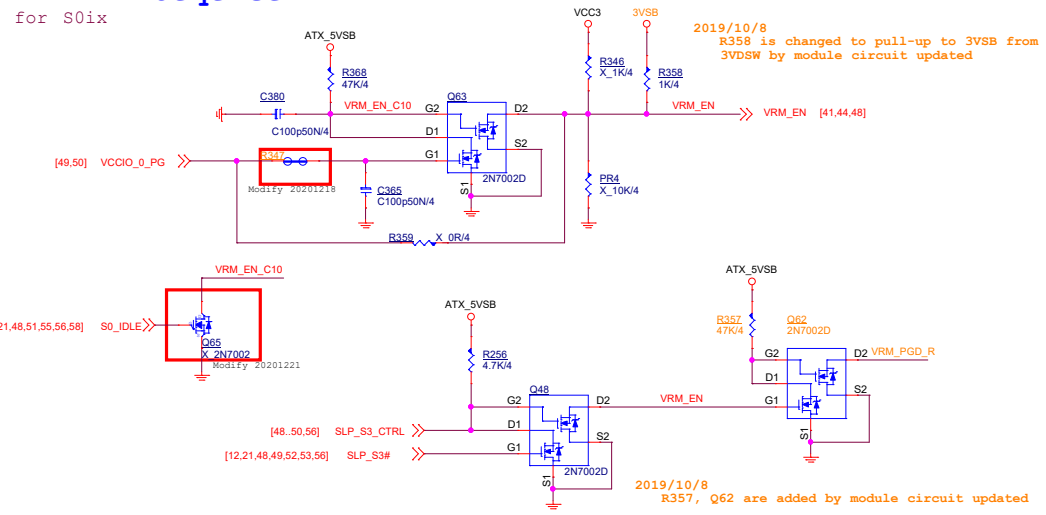 for S0ix
ATX_5VSB
VCC3
3VSB
2019/10/8
R358 is changed to pull-up to 3VSB from
3VDSW by module circuit updated
R368
47K/4
R346
X_1K/4
R358
1K/4
C380
C100p50N/4
VRM_EN_C10
G2
Q63
D2
VRM_EN
VRM_EN [41,44,48]
D1
S2
[49,50] VCCIO_0_PG
R347
G1
S1
2N7002D
Modify 20201218
C365
C100p50N/4
PR4
X_10K/4
R359
X_0R/4
VRM_EN_C10
21,48,51,55,56,58] S0_IDLE
Q65
X_2N7002
Modify 20201221
ATX_5VSB
R256
4.7K/4
ATX_5VSB
R357
47K/4
Q62
2N7002D
G2
D2
VRM_PGD_R
D1
S2
G1
S1
Q48
G2
D2
VRM_EN
[48..50,56] SLP_S3_CTRL
D1
S2
[12,21,48,49,52,53,56] SLP_S3#
G1
S1
2N7002D
2019/10/8
R357, Q62 are added by module circuit updated